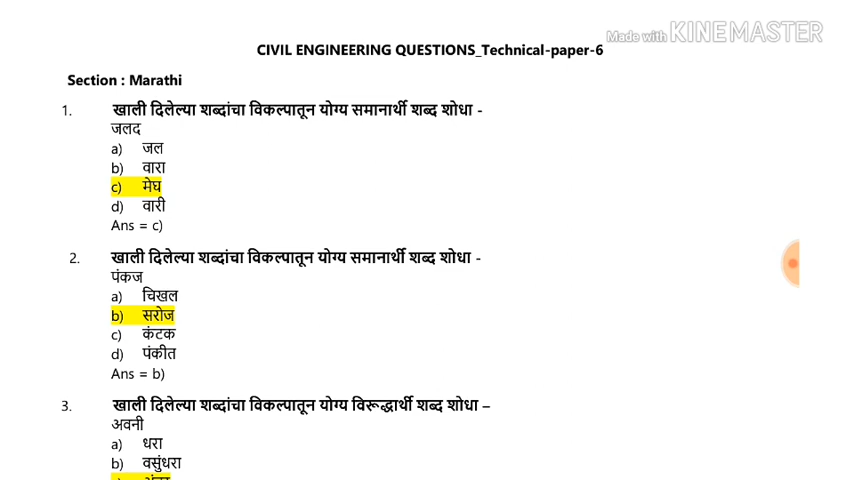 Made with KINEMASTER
CIVIL ENGINEERING QUESTIONS_Technical-paper-6
Section : Marathi
1. खाली दिलेल्या शब्दांचा विकल्पातून योग्य समानार्थी शब्द शोधा -
जलद
a) जल
b) वारा
c) मेघ
d) वारी
Ans = c)
2. खाली दिलेल्या शब्दांचा विकल्पातून योग्य समानार्थी शब्द शोधा -
पंकज
a) चिखल
b) सरोज
c) कंटक
d) पंकीत
Ans = b)
3. खाली दिलेल्या शब्दांचा विकल्पातून योग्य विरूद्धार्थी शब्द शोधा –
अवनी
a) धरा
b) वसुंधरा